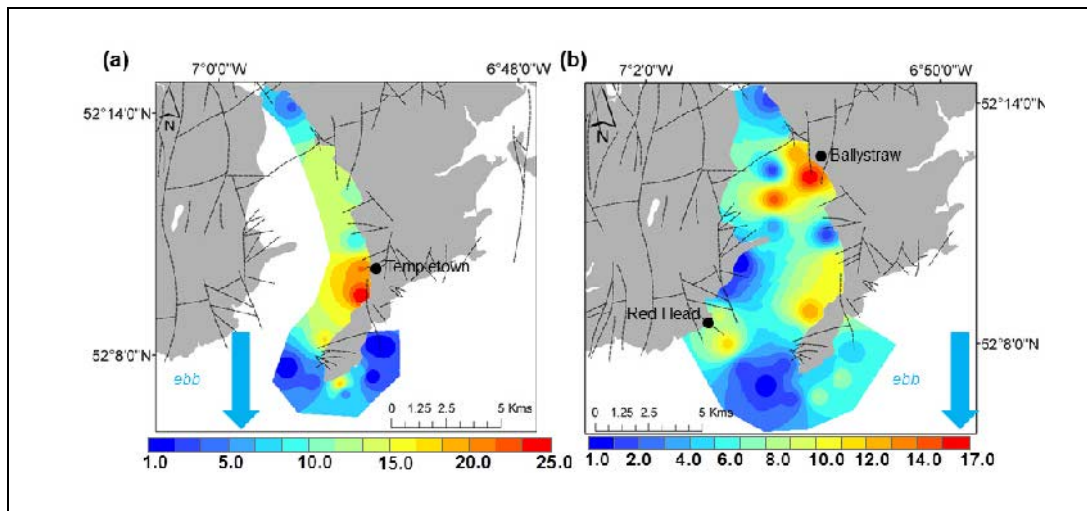 (a)
7°0'0"W
6°48'0"W
52°14'0"N
N
Templetown
52°8'0"N
ebb
0 1.25 2.5 5 Kms
1.0 5.0 10.0 15.0 20.0 25.0
(b)
7°2'0"W
6°50'0"W
52°14'0"N
N
Ballystraw
Red Head
52°8'0"N
ebb
0 1.25 2.5 5 Kms
1.0 2.0 4.0 6.0 8.0 10.0 12.0 14.0 17.0